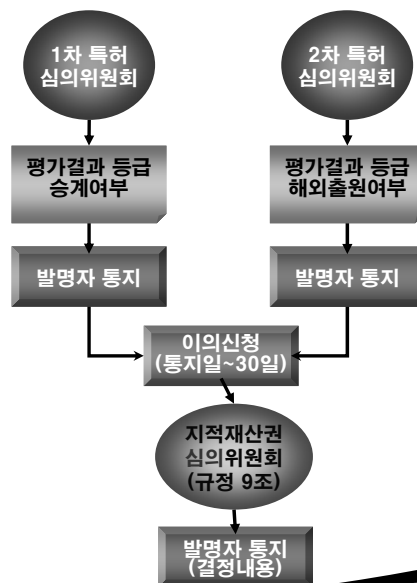 1차 특허
심의위원회
2차 특허
심의위원회
평가결과 등급
승계여부
평가결과 등급
해외출원여부
발명자 통지
발명자 통지
이의신청
(통지일~30일)
지적재산권
심의위원회
(규정 9조)
발명자 통지
(결정내용)